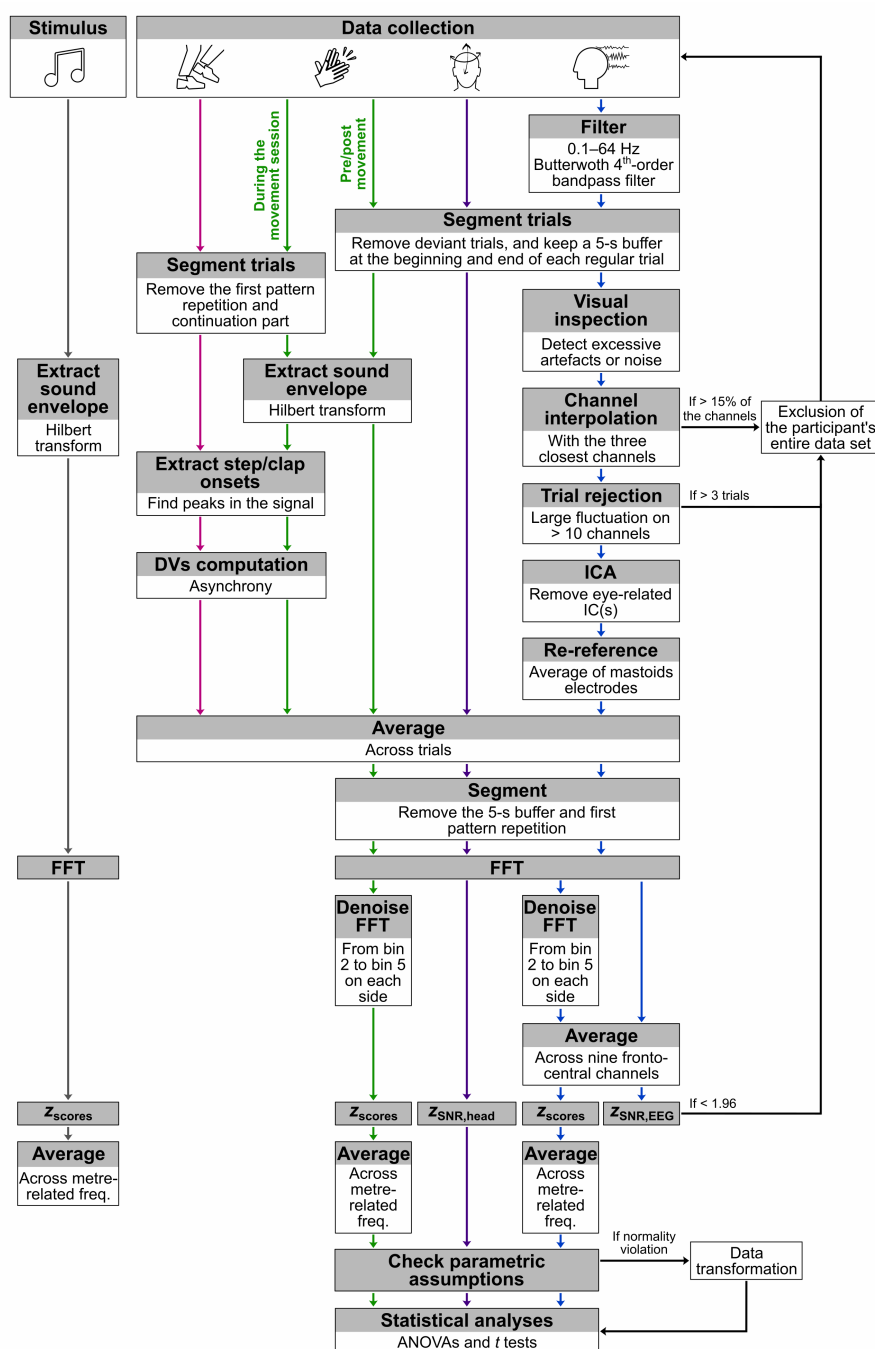 Stimulus
Data collection
During the
movement session
Pre/post
movement
Filter
0.1–64 Hz
Butterwoth 4th-order
bandpass filter
Segment trials
Remove deviant trials, and keep a 5-s buffer
at the beginning and end of each regular trial
Segment trials
Remove the first pattern
repetition and
continuation part
Visual
inspection
Detect excessive
artefacts or noise
Extract
sound
envelope
Hilbert
transform
Extract sound
envelope
Hilbert transform
Channel
interpolation
With the three
closest channels
If > 15% of
the channels
Exclusion of
the participant's
entire data set
Extract step/clap
onsets
Find peaks in the signal
Trial rejection
Large fluctuation on
> 10 channels
If > 3 trials
DVs computation
Asynchrony
ICA
Remove eye-related
IC(s)
Re-reference
Average of mastoids
electrodes
Average
Across trials
Segment
Remove the 5-s buffer and first
pattern repetition
FFT
FFT
Denoise
FFT
From bin
2 to bin 5
on each
side
Denoise
FFT
From bin
2 to bin 5
on each
side
Average
Across nine fronto-
central channels
zscores
zscores
zSNR,head
zscores
zSNR,EEG
If < 1.96
Average
Across metre-
related freq.
Average
Across
metre-
related
freq.
Average
Across
metre-
related
freq.
Check parametric
assumptions
If normality
violation
Data
transformation
Statistical analyses
ANOVAs and t tests